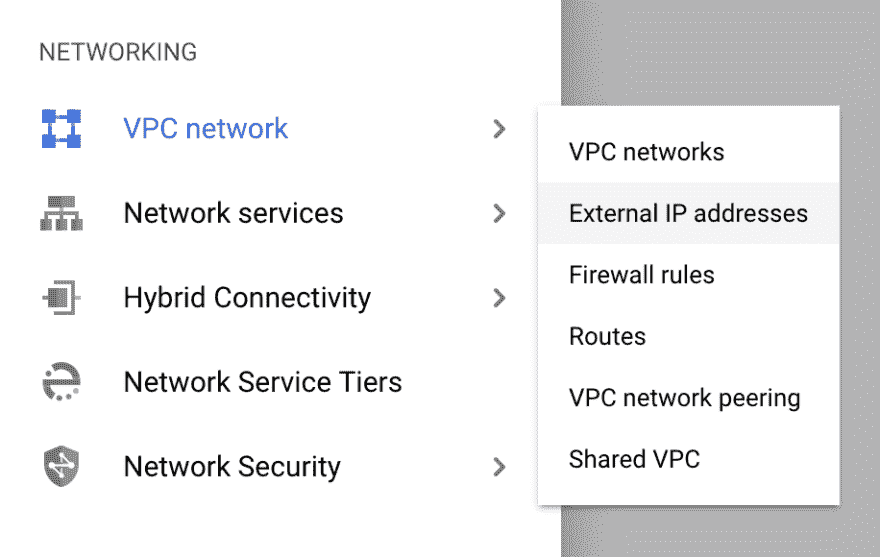 NETWORKING
VPC network
Network services
Hybrid Connectivity
Network Service Tiers
Network Security
VPC networks
External IP addresses
Firewall rules
Routes
VPC network peering
Shared VPC